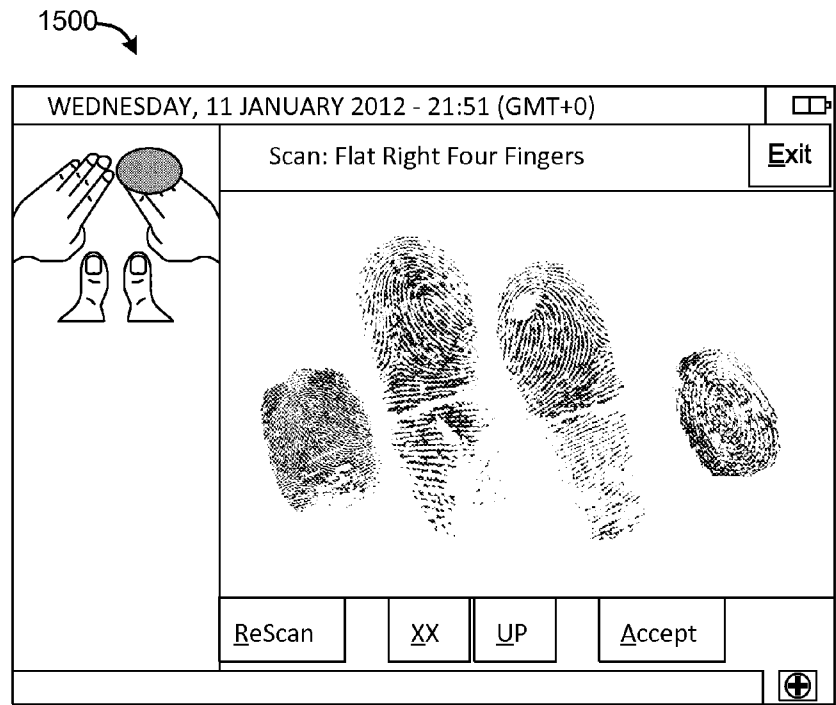 1500
WEDNESDAY, 11 JANUARY 2012 - 21:51 (GMT+0)
Scan: Flat Right Four Fingers
Exit
ReScan
XX
UP
Accept